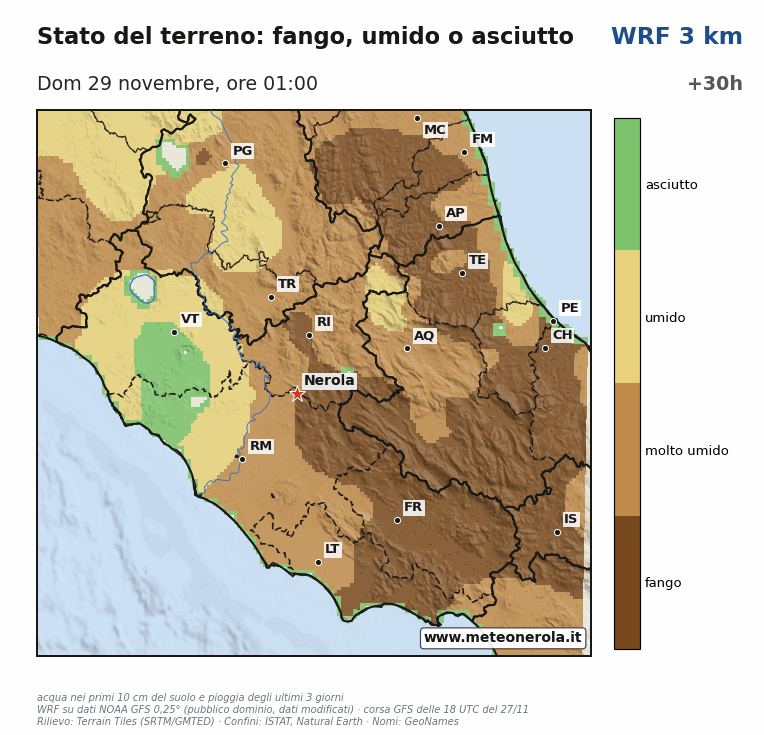 Stato del terreno: fango, umido o asciutto
WRF 3 km
Dom 29 novembre, ore 01:00
+30h
MC
FM
PG
AP
TE
TR
PE
VT
RI
AQ
CH
Nerola
RM
FR
IS
LT
www.meteonerola.it
asciutto
umido
molto umido
fango
acqua nei primi 10 cm del suolo e pioggia degli ultimi 3 giorni
WRF su dati NOAA GFS 0,25° (pubblico dominio, dati modificati) · corsa GFS delle 18 UTC del 27/11
Rilievo: Terrain Tiles (SRTM/GMTED) · Confini: ISTAT, Natural Earth · Nomi: GeoNames